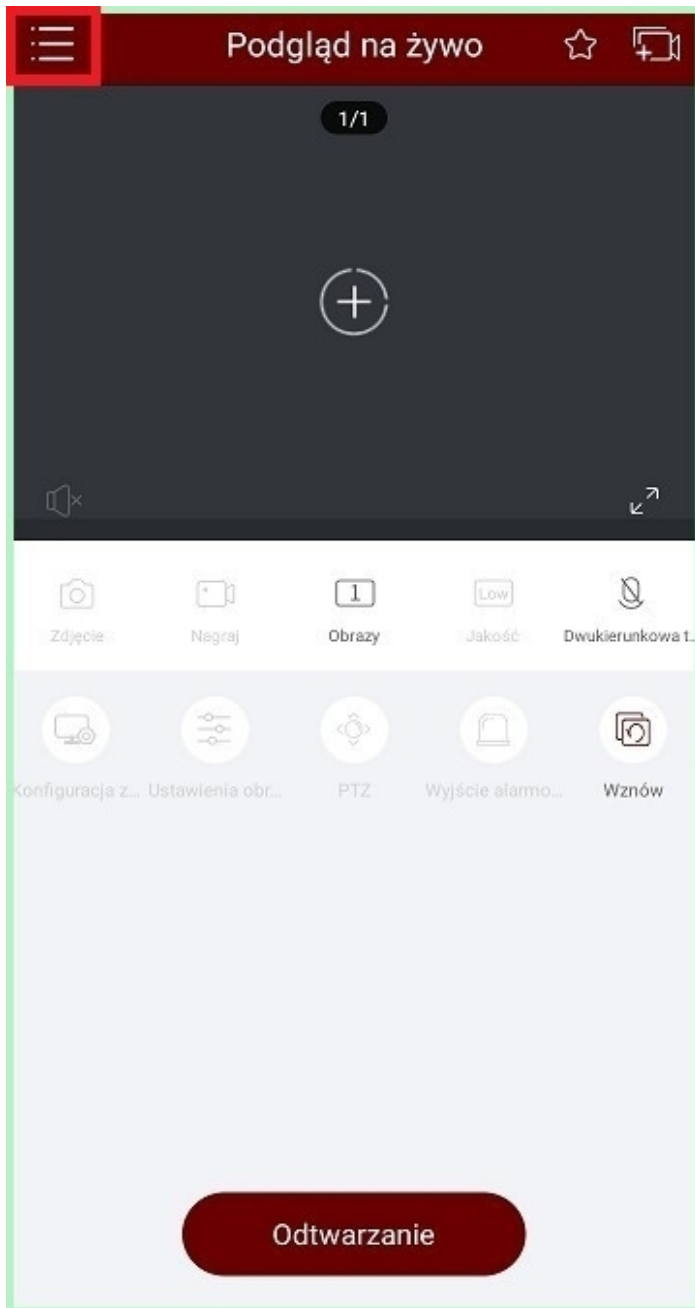 Podgląd na żywo
1/1
1
Low
Zdjęcie
Nagraj
Obrazy
Jakość
Dwukierunkowa t...
Konfiguracja z...
Ustawienia obr...
PTZ
Wyjście alarmo...
Wznów
Odtwarzanie